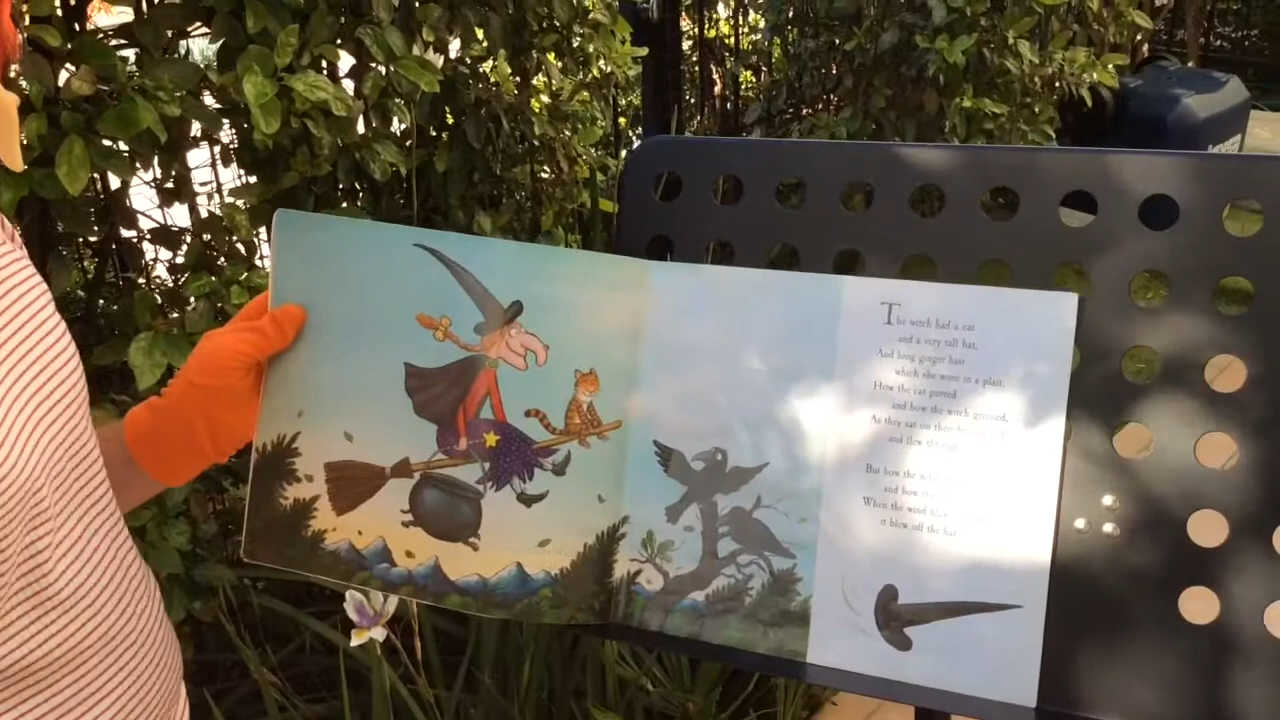 The witch had a cat
and a very tall hat,
And long ginger hair
which she wore in a plait.
How the cat purred
and how the witch grinned,
As they sat on their
and flew
But how the
and how
When the wind
it blew off the hat